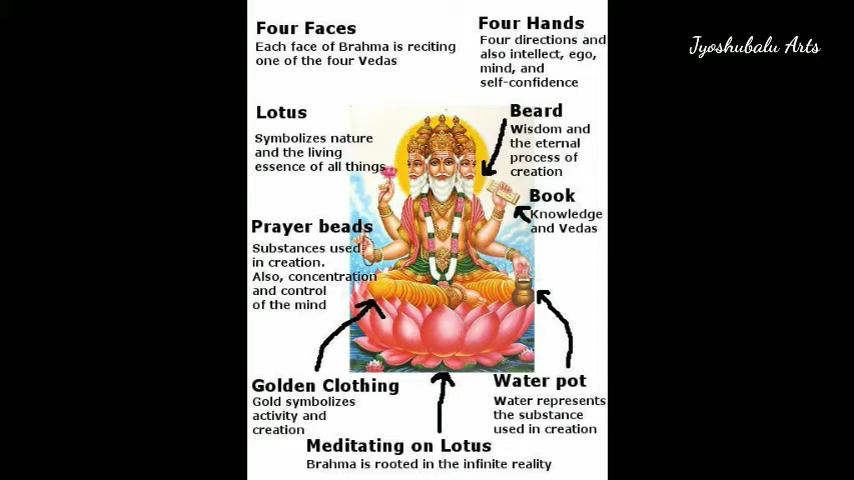 Four Faces
Each face of Brahma is reciting
one of the four Vedas
Four Hands
Four directions and
also intellect, ego,
mind, and
self-confidence
Jyoshubalu Arts
Lotus
Symbolizes nature
and the living
essence of all things
Beard
Wisdom and
the eternal
process of
creation
Book
Knowledge
and Vedas
Prayer beads
Substances used
in creation.
Also, concentration
and control
of the mind
Golden Clothing
Gold symbolizes
activity and
creation
Water pot
Water represents
the substance
used in creation
Meditating on Lotus
Brahma is rooted in the infinite reality